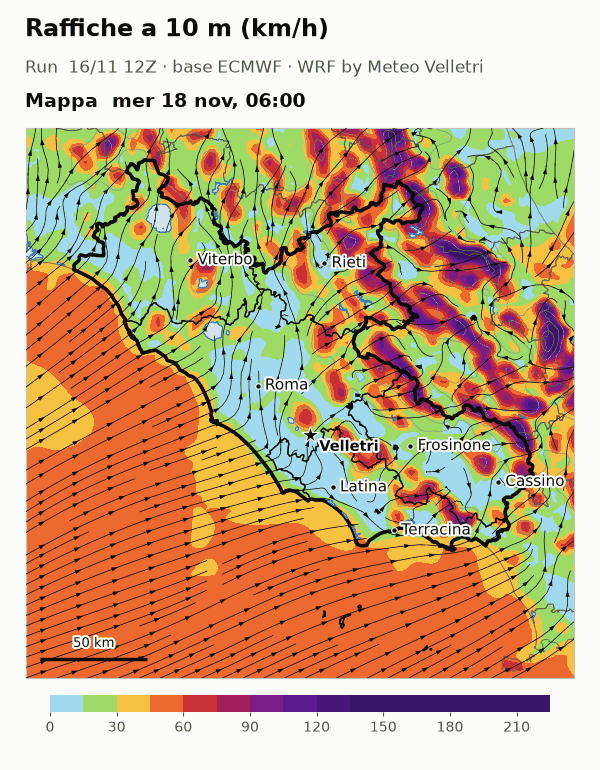 Raffiche a 10 m (km/h)
Run 16/11 12Z · base ECMWF · WRF by Meteo Velletri
Mappa mer 18 nov, 06:00
Viterbo
Rieti
Roma
Velletri
Frosinone
Latina
Cassino
Terracina
50 km
0 30 60 90 120 150 180 210